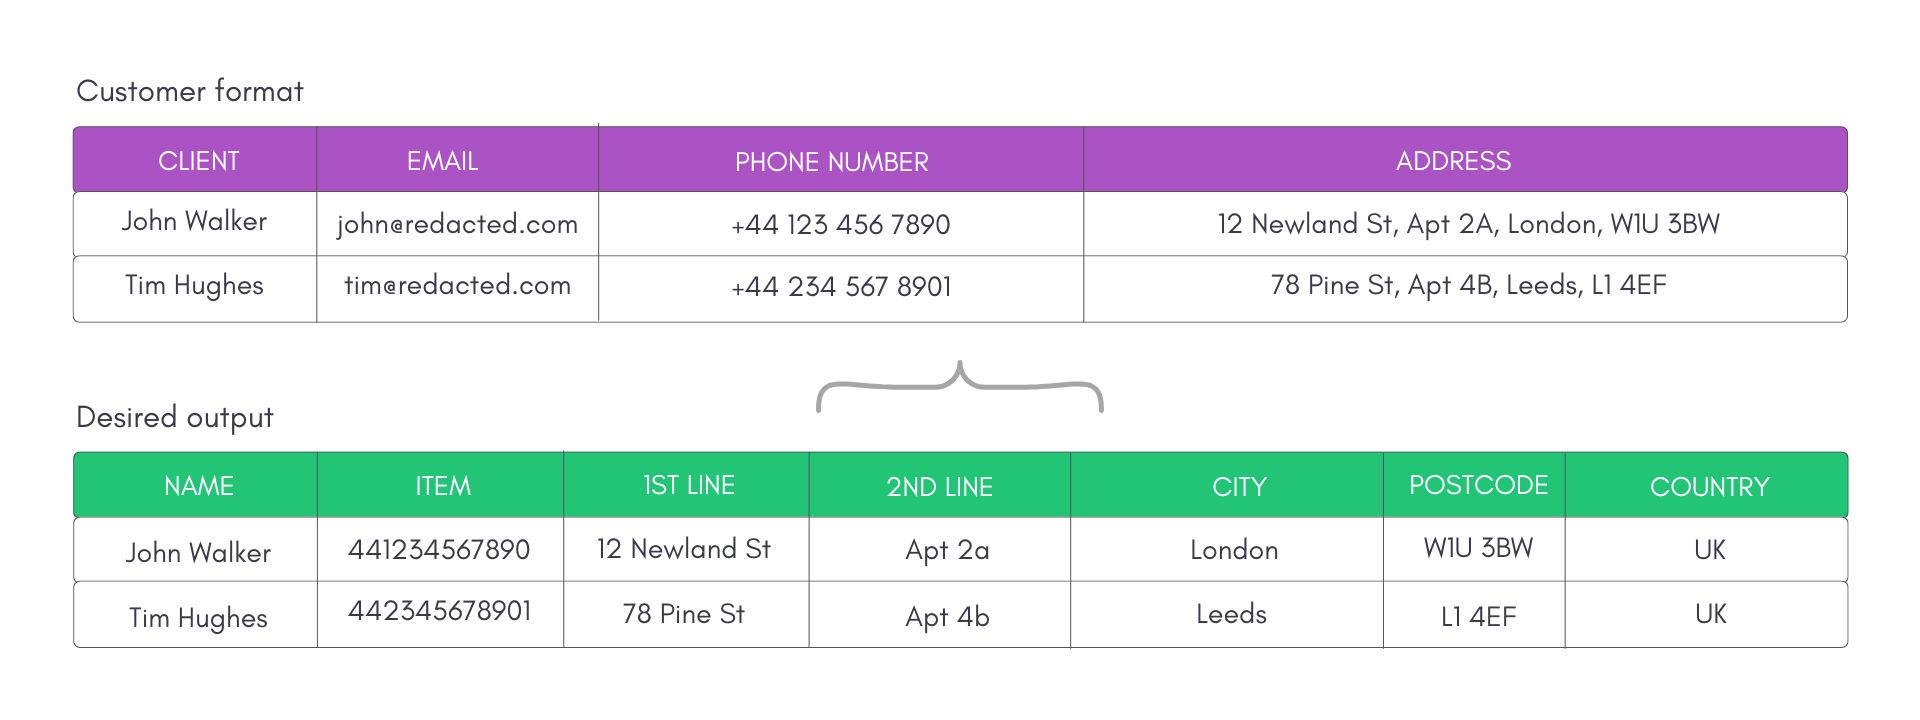 Customer format
CLIENT EMAIL PHONE NUMBER ADDRESS
John Walker john@redacted.com +44 123 456 7890 12 Newland St, Apt 2A, London, W1U 3BW
Tim Hughes tim@redacted.com +44 234 567 8901 78 Pine St, Apt 4B, Leeds, L1 4EF
Desired output
NAME ITEM 1ST LINE 2ND LINE CITY POSTCODE COUNTRY
John Walker 441234567890 12 Newland St Apt 2a London W1U 3BW UK
Tim Hughes 442345678901 78 Pine St Apt 4b Leeds L1 4EF UK